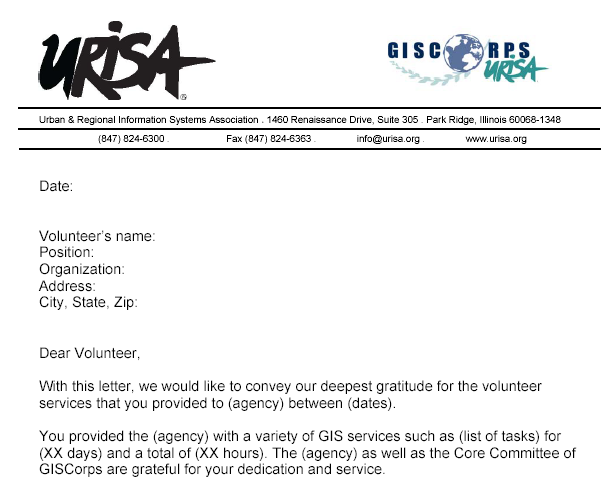 URISA
GISCORPS
URISA
Urban & Regional Information Systems Association . 1460 Renaissance Drive, Suite 305 . Park Ridge, Illinois 60068-1348
(847) 824-6300 . Fax (847) 824-6363 . info@urisa.org . www.urisa.org
Date:
Volunteer's name:
Position:
Organization:
Address:
City, State, Zip:
Dear Volunteer,
With this letter, we would like to convey our deepest gratitude for the volunteer
services that you provided to (agency) between (dates).
You provided the (agency) with a variety of GIS services such as (list of tasks) for
(XX days) and a total of (XX hours). The (agency) as well as the Core Committee of
GISCorps are grateful for your dedication and service.